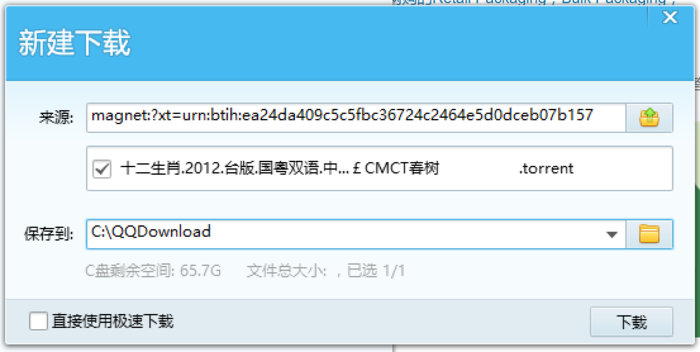 新建下载
来源:
magnet:?xt=urn:btih:ea24da409c5c5fbc36724c2464e5d0dceb07b157
十二生肖.2012.台版.国粤双语.中...￡CMCT春树 .torrent
保存到:
C:\QQDownload
C盘剩余空间: 65.7G 文件总大小: , 已选 1/1
直接使用极速下载
下载